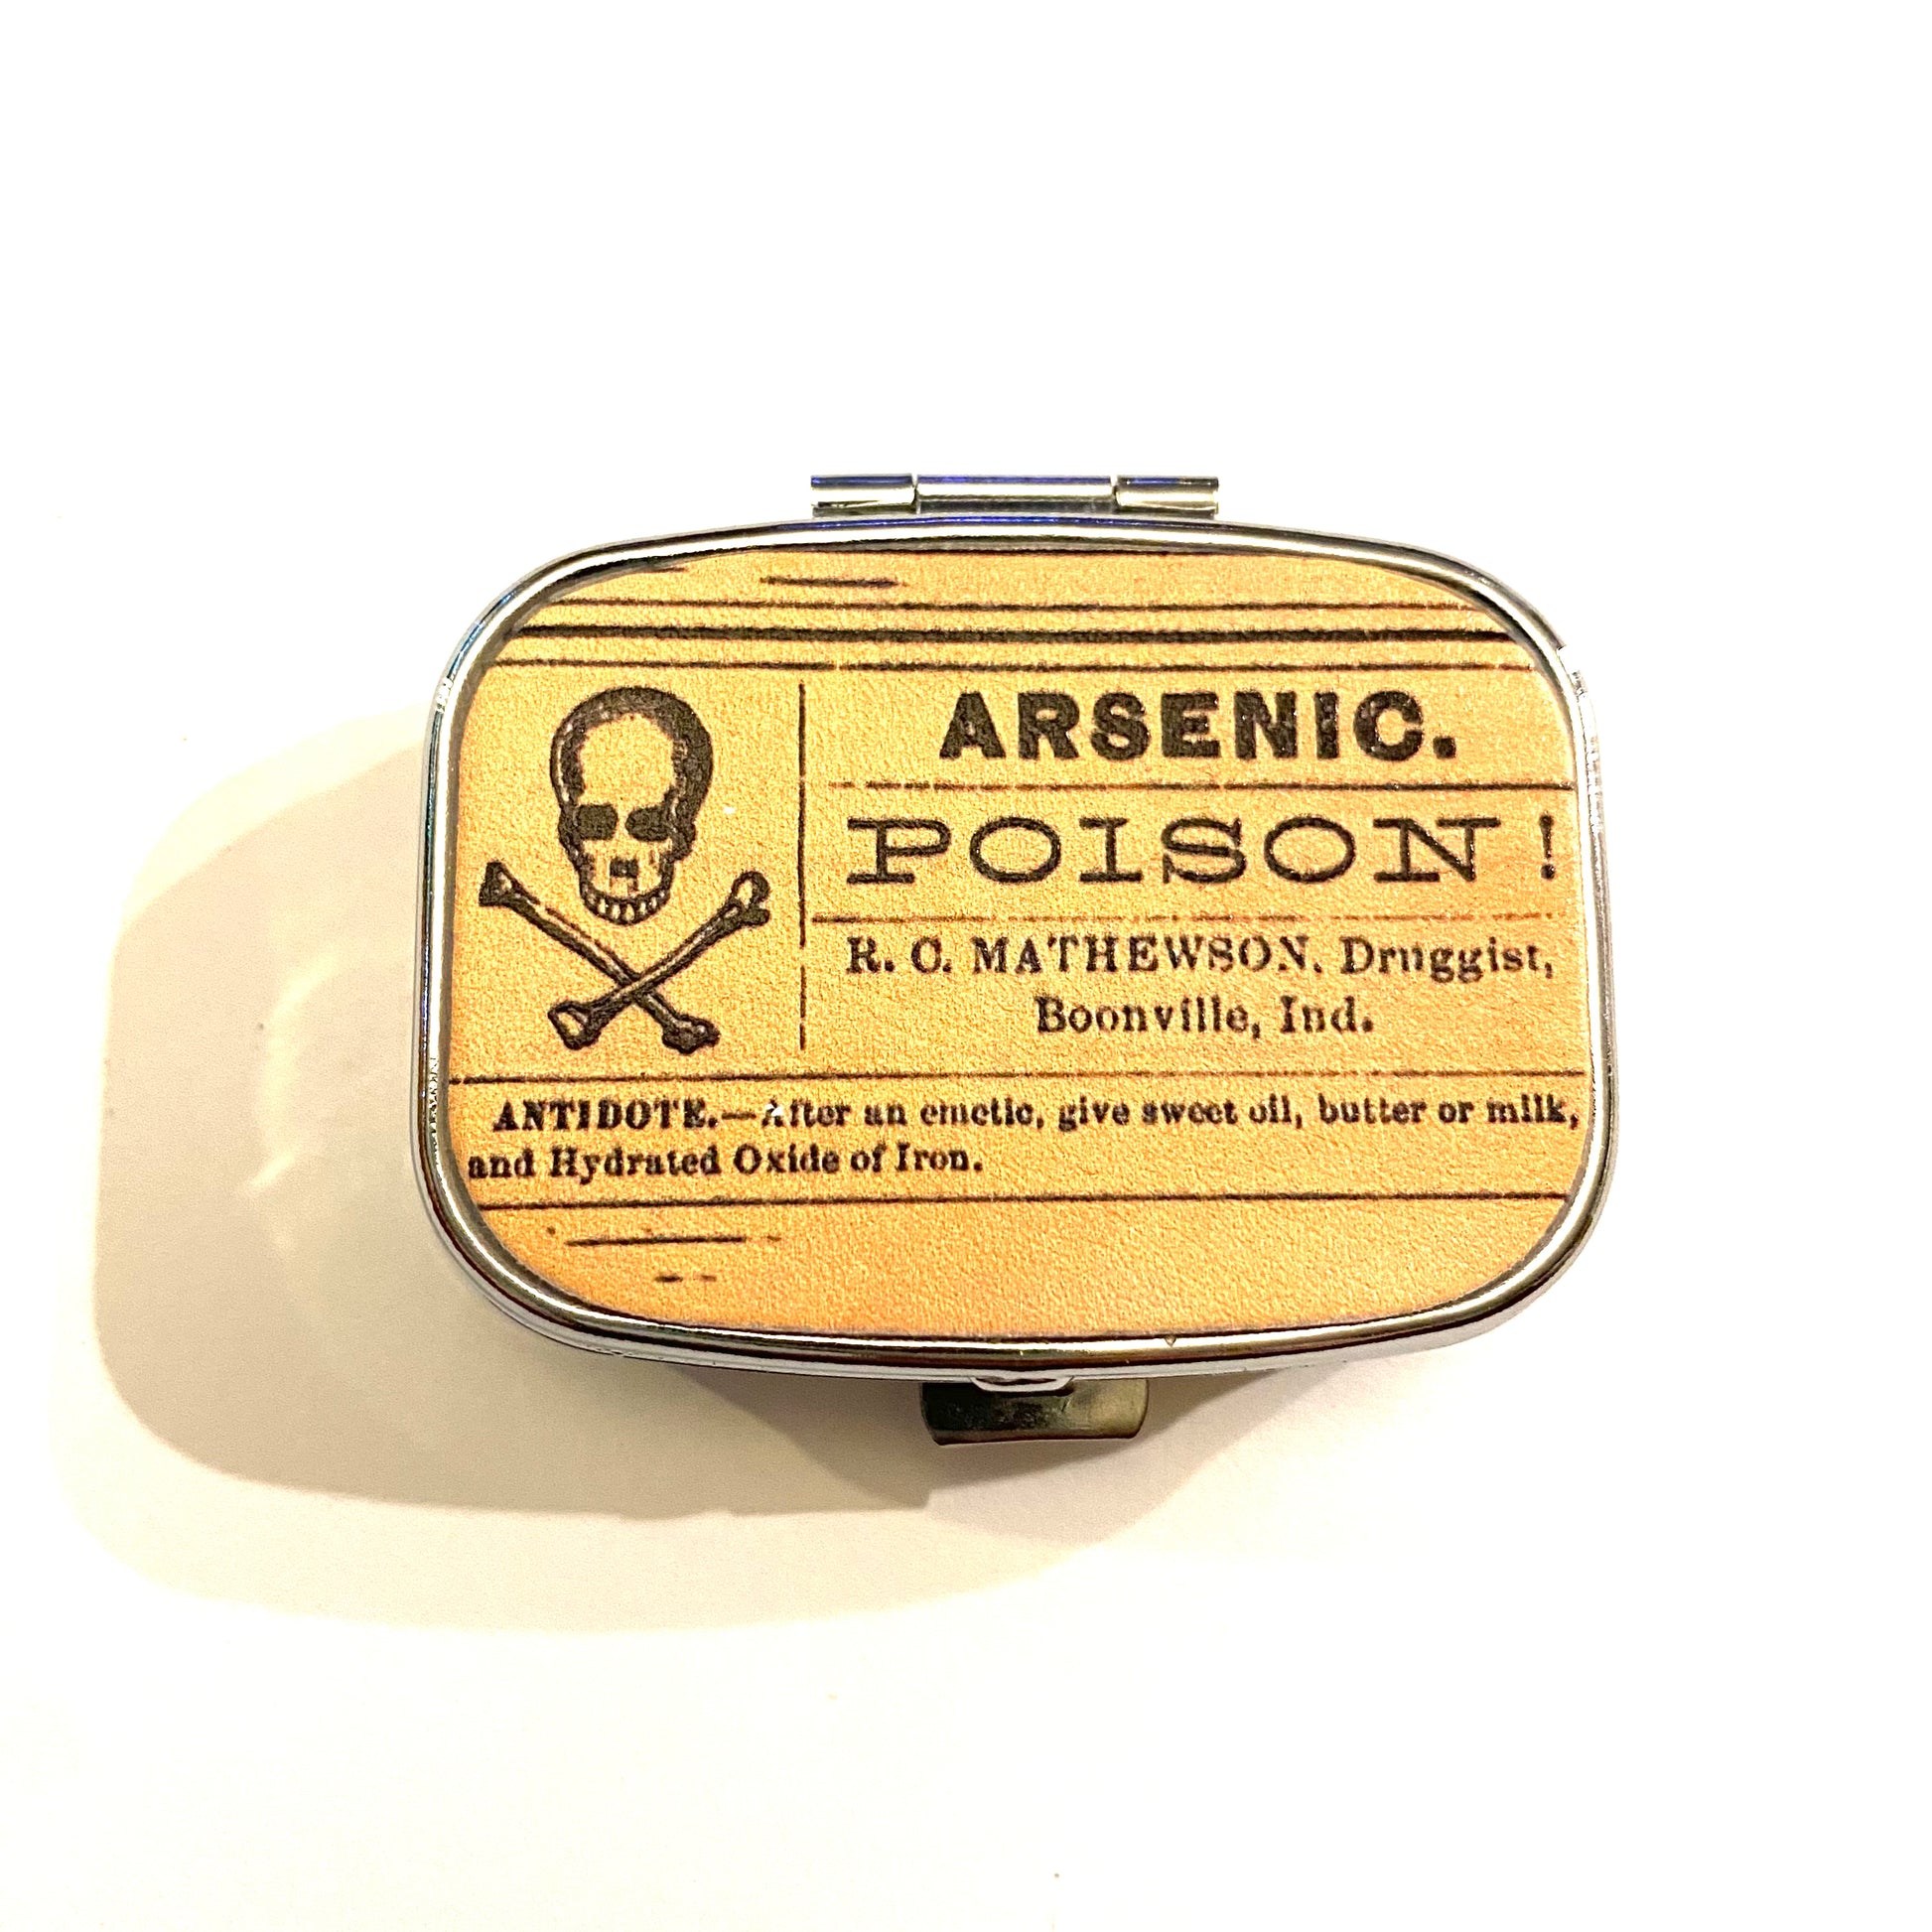 ARSENIC.
POISON!
R. C. MATHEWSON, Druggist,
Boonville, Ind.
ANTIDOTE.—After an emetic, give sweet oil, butter or milk,
and Hydrated Oxide of Iron.